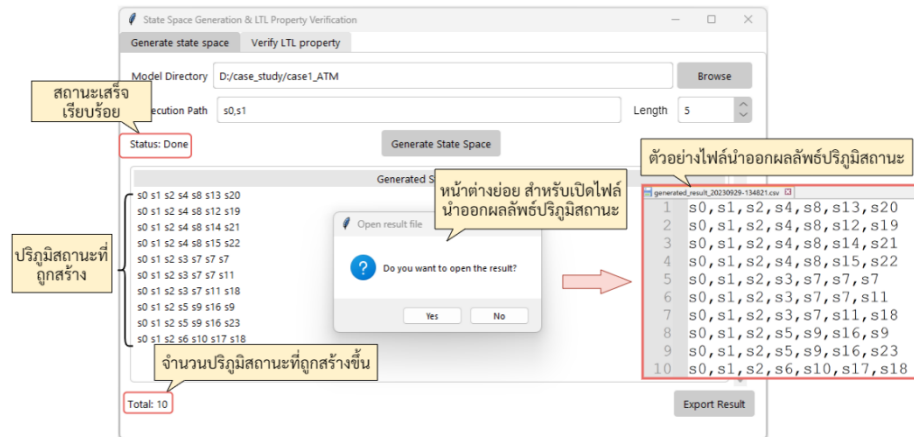 State Space Generation & LTL Property Verification
Generate state space
Verify LTL property
Model Directory
D:/case_study/case1_ATM
Browse
สถานะเสร็จ
เรียบร้อย
ecution Path
s0,s1
Length
5
Status: Done
Generate State Space
ตัวอย่างไฟล์นำออกผลลัพธ์ปริภูมิสถานะ
Generated S
หน้าต่างย่อย สำหรับเปิดไฟล์
นำออกผลลัพธ์ปริภูมิสถานะ
ปริภูมิสถานะที่
ถูกสร้าง
s0 s1 s2 s4 s8 s13 s20
s0 s1 s2 s4 s8 s12 s19
s0 s1 s2 s4 s8 s14 s21
s0 s1 s2 s4 s8 s15 s22
s0 s1 s2 s3 s7 s7 s7
s0 s1 s2 s3 s7 s7 s11
s0 s1 s2 s3 s7 s11 s18
s0 s1 s2 s5 s9 s16 s9
s0 s1 s2 s5 s9 s16 s23
s0 s1 s2 s6 s10 s17 s18
Open result file
Do you want to open the result?
Yes
No
generated_result_20230929-134821.csv
1 s0,s1,s2,s4,s8,s13,s20
2 s0,s1,s2,s4,s8,s12,s19
3 s0,s1,s2,s4,s8,s14,s21
4 s0,s1,s2,s4,s8,s15,s22
5 s0,s1,s2,s3,s7,s7,s7
6 s0,s1,s2,s3,s7,s7,s11
7 s0,s1,s2,s3,s7,s11,s18
8 s0,s1,s2,s5,s9,s16,s9
9 s0,s1,s2,s5,s9,s16,s23
10 s0,s1,s2,s6,s10,s17,s18
จำนวนปริภูมิสถานะที่ถูกสร้างขึ้น
Total: 10
Export Result